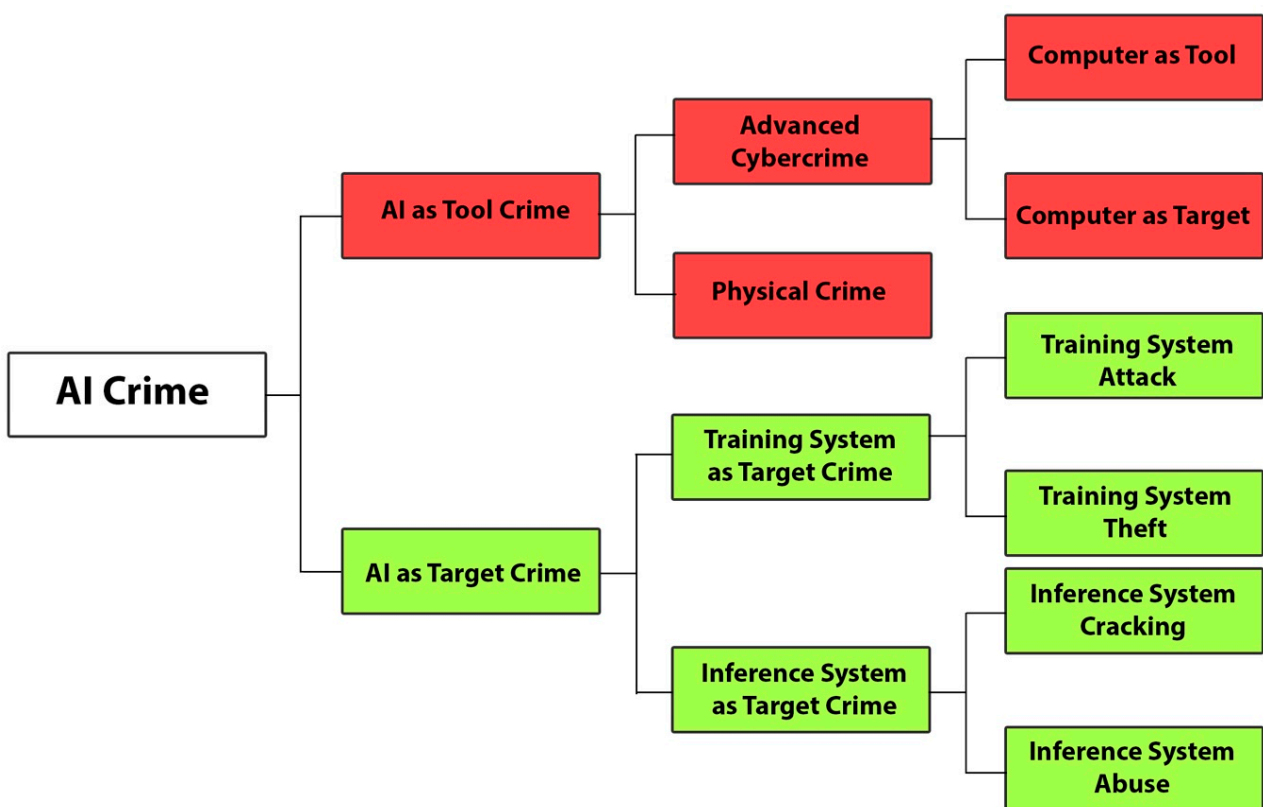 Computer as Tool
Advanced
Cybercrime
AI as Tool Crime
Computer as Target
Physical Crime
Training System
Attack
AI Crime
Training System
as Target Crime
Training System
Theft
AI as Target Crime
Inference System
Cracking
Inference System
as Target Crime
Inference System
Abuse